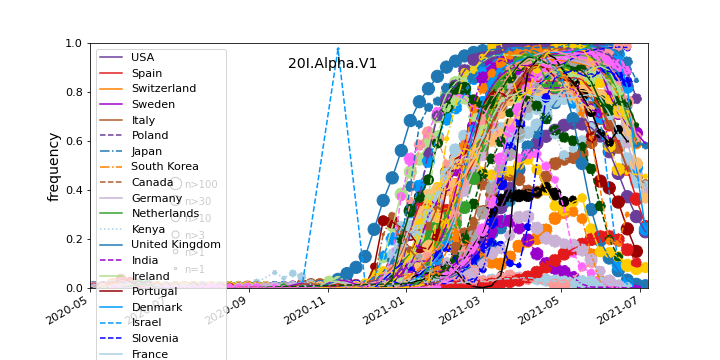 20I.Alpha.V1
frequency
1.0
0.8
0.6
0.4
0.2
0.0
USA
Spain
Switzerland
Sweden
Italy
Poland
Japan
South Korea
Canada
Germany
Netherlands
Kenya
United Kingdom
India
Ireland
Portugal
Denmark
Israel
Slovenia
France
n>100
n>30
n>10
n>3
n>1
n=1
2020-05
2020-09
2020-11
2021-01
2021-03
2021-05
2021-07